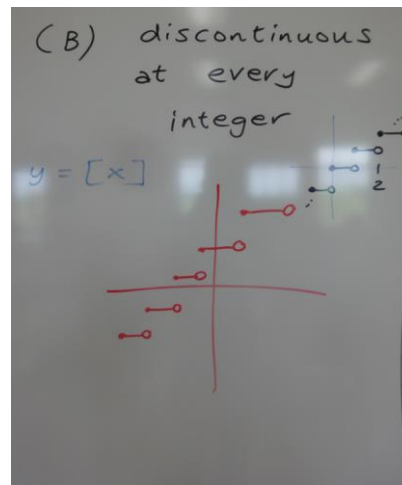 (B) discontinuous
at every
integer
y = [x]
1
2